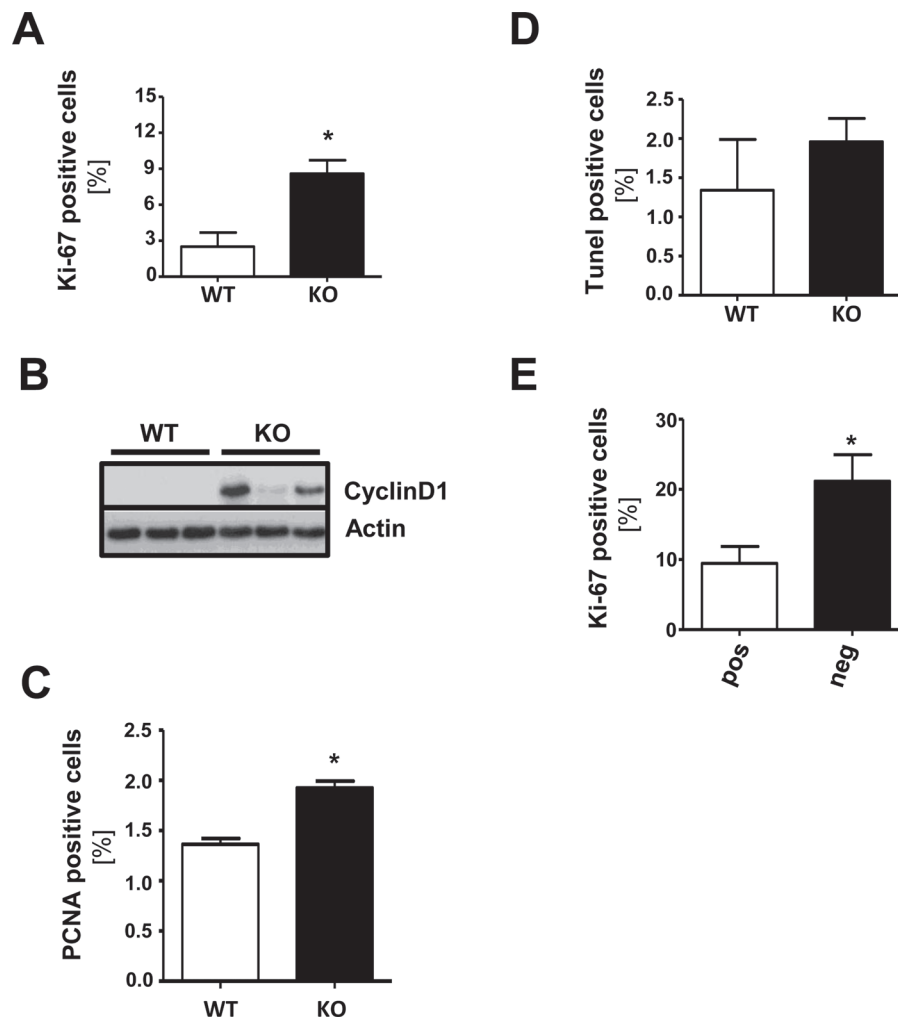 A
Ki-67 positive cells
[%]
15
12
9
6
3
0
*
WT KO
B
WT KO
CyclinD1
Actin
C
PCNA positive cells
[%]
2.5
2.0
1.5
1.0
0.5
0.0
*
WT KO
D
Tunel positive cells
[%]
2.5
2.0
1.5
1.0
0.5
0.0
WT KO
E
Ki-67 positive cells
[%]
30
20
10
0
*
pos neg